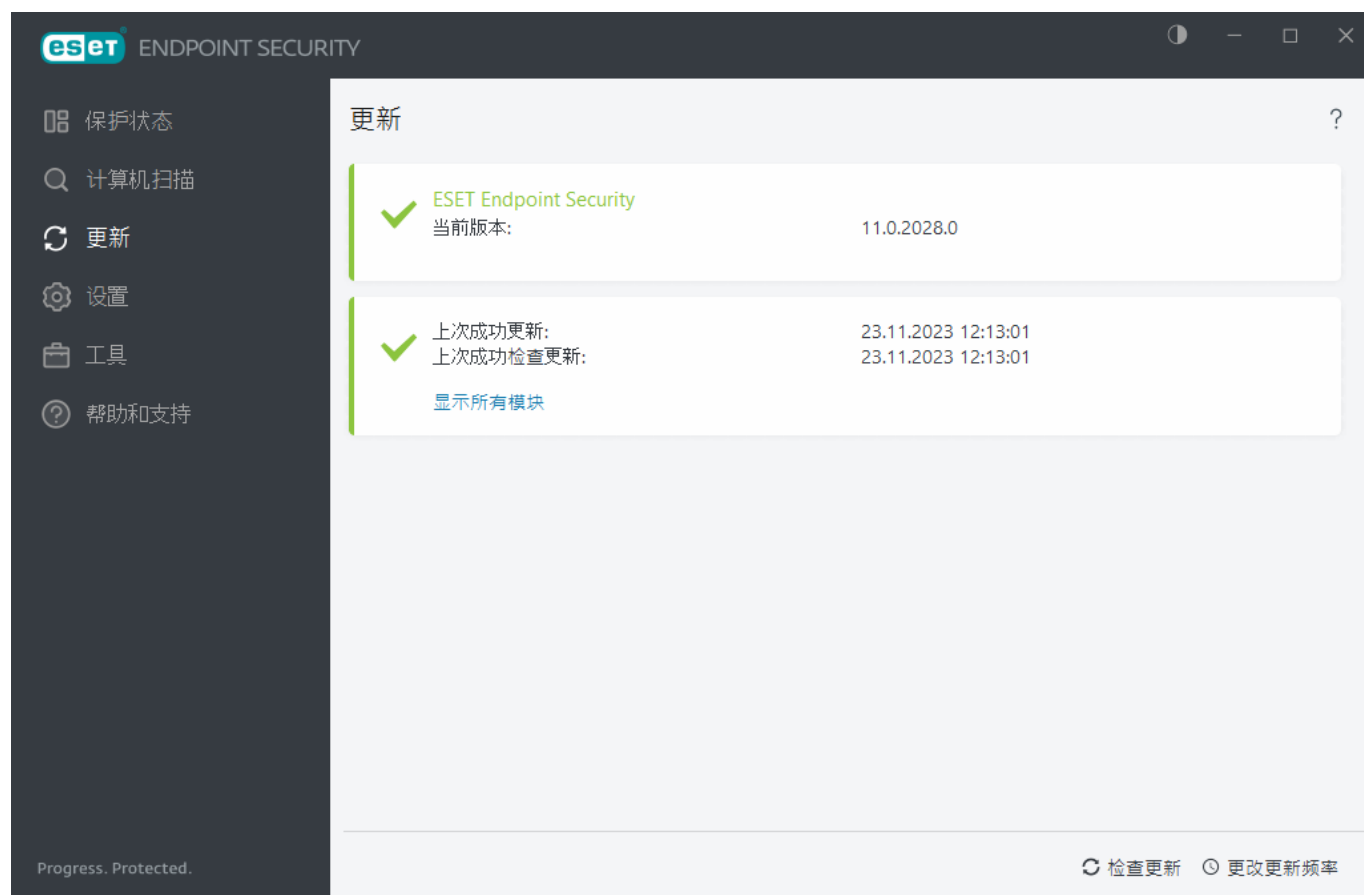 eset ENDPOINT SECURITY
保护状态
计算机扫描
更新
设置
工具
帮助和支持
Progress. Protected.
更新
?
ESET Endpoint Security
当前版本: 11.0.2028.0
上次成功更新: 23.11.2023 12:13:01
上次成功检查更新: 23.11.2023 12:13:01
显示所有模块
检查更新 更改更新频率